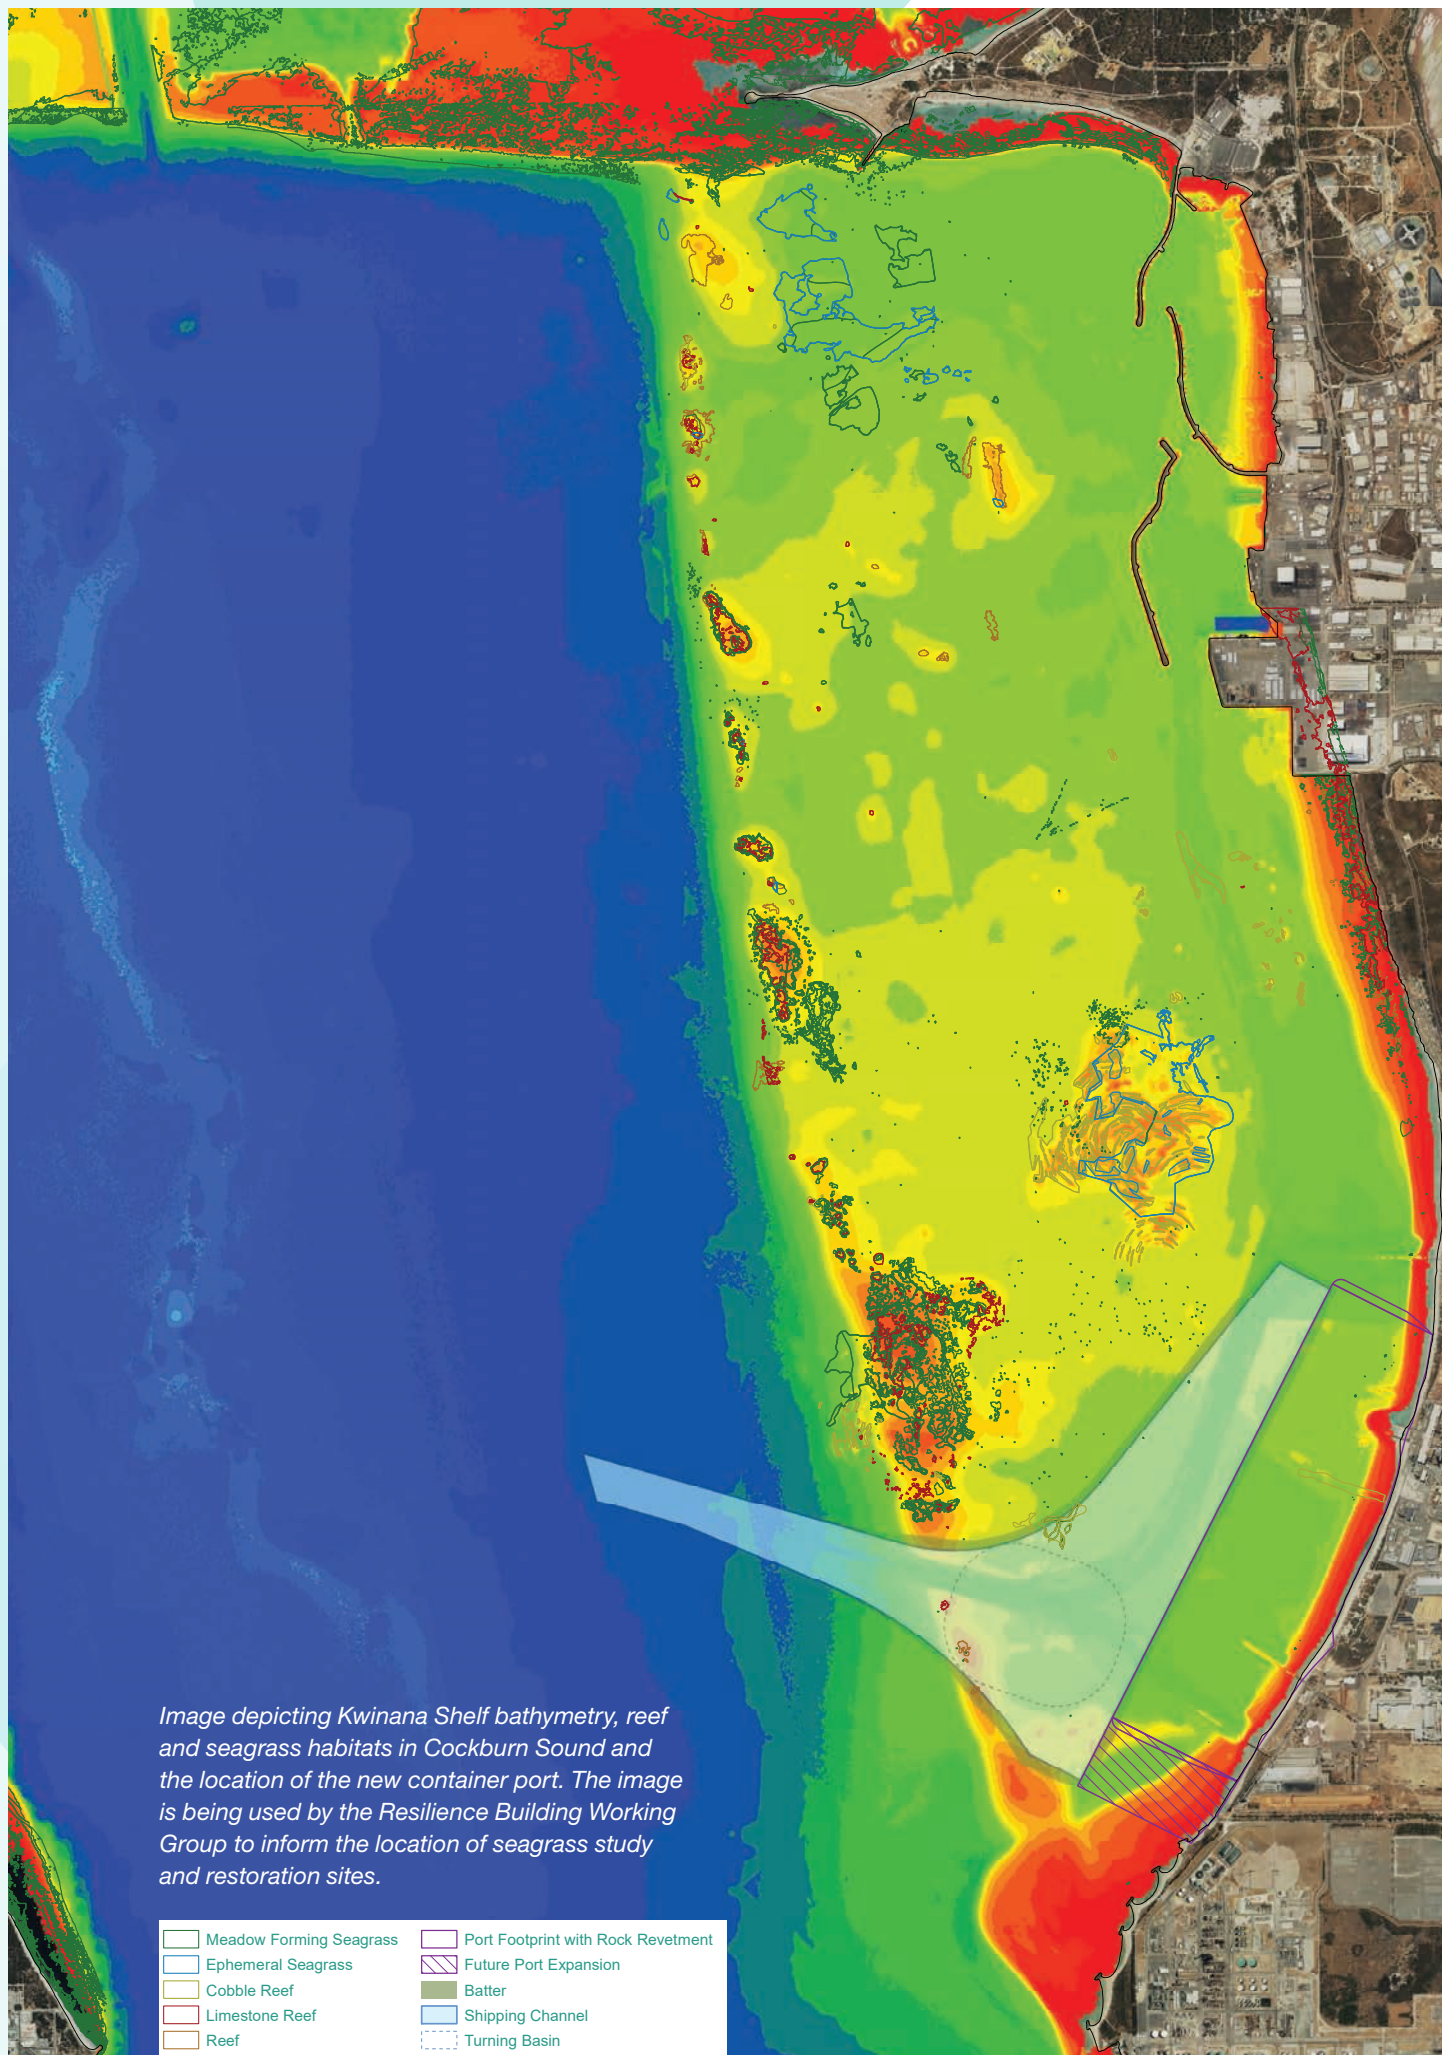 Image depicting Kwinana Shelf bathymetry, reef
and seagrass habitats in Cockburn Sound and
the location of the new container port. The image
is being used by the Resilience Building Working
Group to inform the location of seagrass study
and restoration sites.
Meadow Forming Seagrass
Ephemeral Seagrass
Cobble Reef
Limestone Reef
Reef
Port Footprint with Rock Revetment
Future Port Expansion
Batter
Shipping Channel
Turning Basin